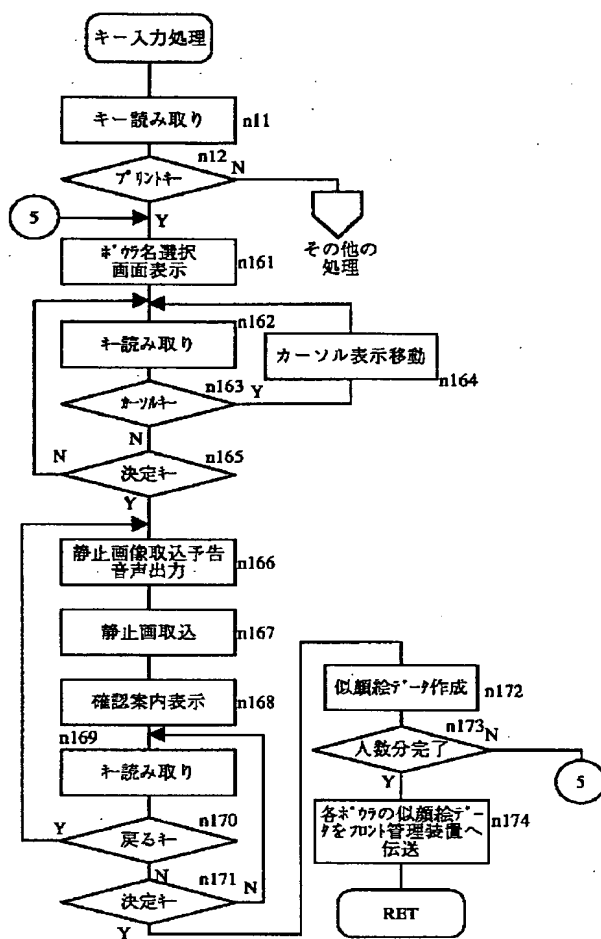 キー入力処理
キー読み取り
n11
n12
プリントキー
N
5
Y
その他の
処理
ボウラ名選択
画面表示
n161
n162
キー読み取り
カーソル表示移動
n163
Y
n164
カーソルキー
N
n165
N
決定キー
Y
静止画像取込予告
音声出力
n166
静止画取込
n167
確認案内表示
n168
n169
キー読み取り
n170
Y
戻るキー
N
n171
N
決定キー
Y
似顔絵データ作成
n172
n173
人数分完了
N
Y
5
各ボウラの似顔絵デー
タをフロント管理装置へ
伝送
n174
RET